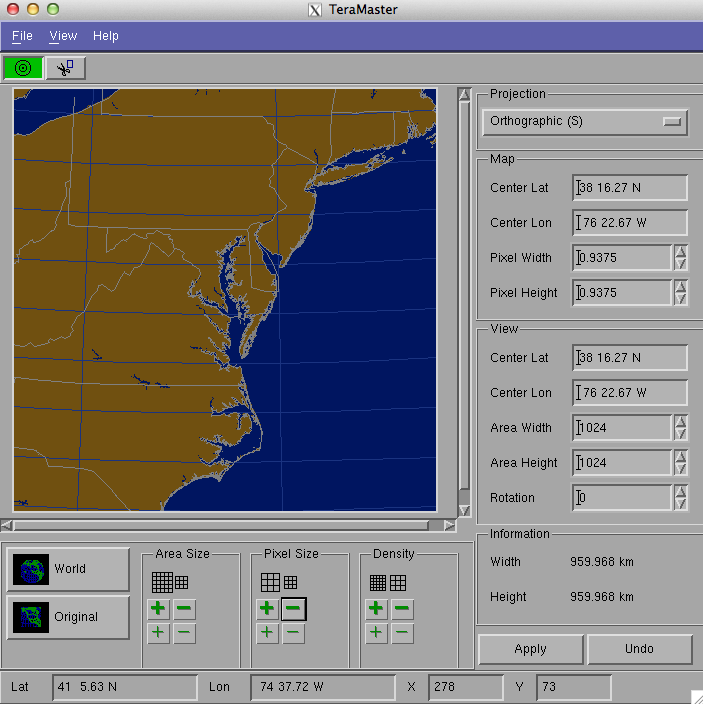 X TeraMaster
File View Help
Projection
Orthographic (S)
Map
Center Lat 38 16.27 N
Center Lon 76 22.67 W
Pixel Width 0.9375
Pixel Height 0.9375
View
Center Lat 38 16.27 N
Center Lon 76 22.67 W
Area Width 1024
Area Height 1024
Rotation 0
Information
Width 959.968 km
Height 959.968 km
Apply Undo
World
Original
Area Size Pixel Size Density
Lat 41 5.63 N Lon 74 37.72 W X 278 Y 73